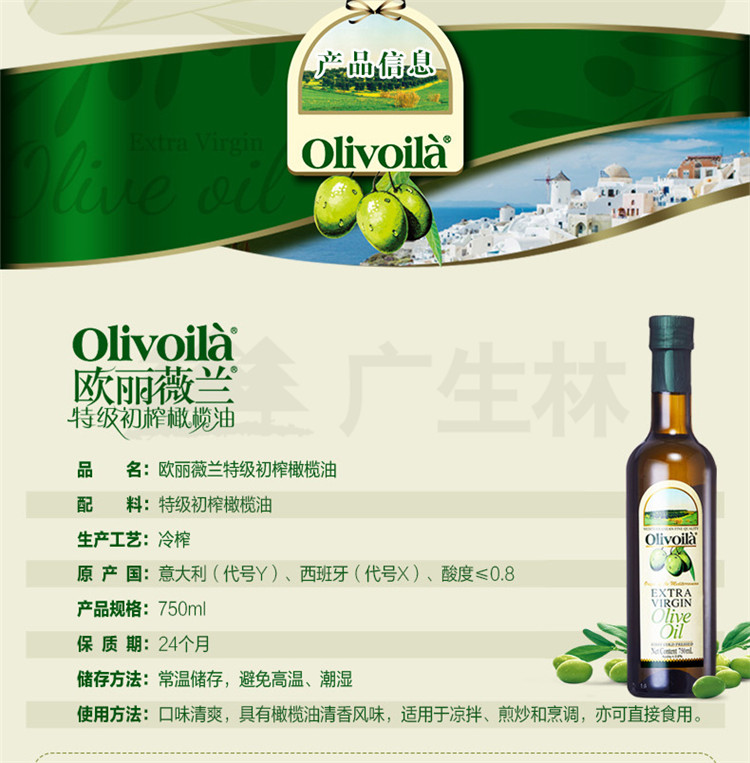 产品信息
Olivoilà®
Extra Virgin
Olive oil
Olivoilà®
欧丽薇兰®
特级初榨橄榄油
广生林
品 名：欧丽薇兰特级初榨橄榄油
配 料：特级初榨橄榄油
生产工艺：冷榨
原 产 国：意大利（代号Y）、西班牙（代号X）、酸度≤0.8
产品规格：750ml
保 质 期：24个月
储存方法：常温储存，避免高温、潮湿
使用方法：口味清爽，具有橄榄油清香风味，适用于凉拌、煎炒和烹调，亦可直接食用。
Olivoilà
EXTRA
VIRGIN
Olive
Oil
Net Content 750mL